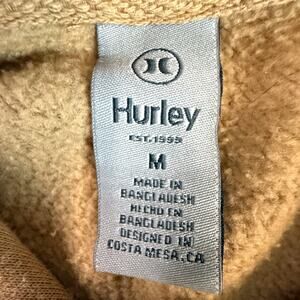 Hurley
EST.1999
M
MADE IN
BANGLADESH
HECHO EN
BANGLADESH
DESIGNED IN
COSTA MESA, CA